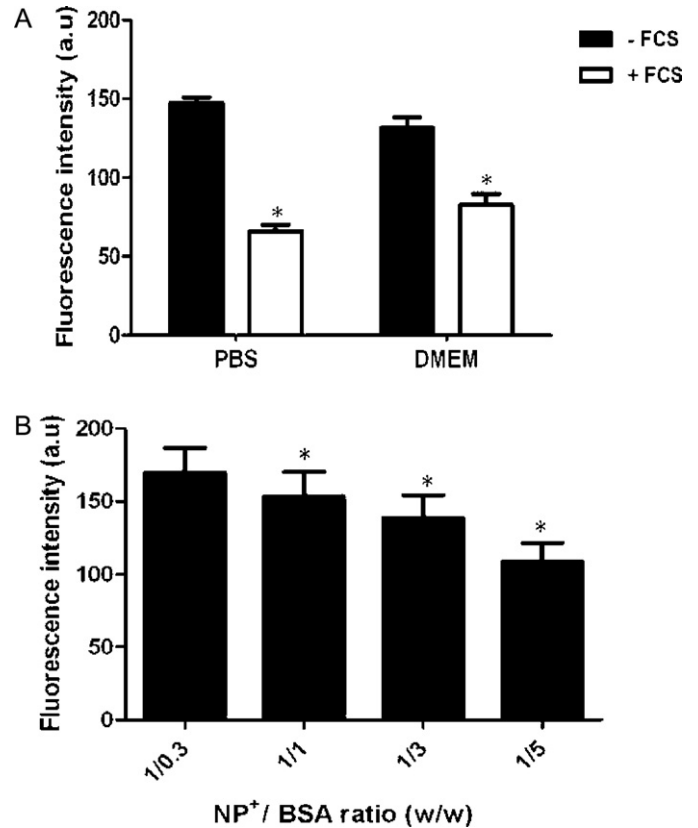 A
Fluorescence intensity (a.u)
200
150
100
50
0
*
*
PBS
DMEM
- FCS
+ FCS
B
Fluorescence intensity (a.u)
200
150
100
50
0
*
*
*
1/0.3
1/1
1/3
1/5
NP⁺/ BSA ratio (w/w)